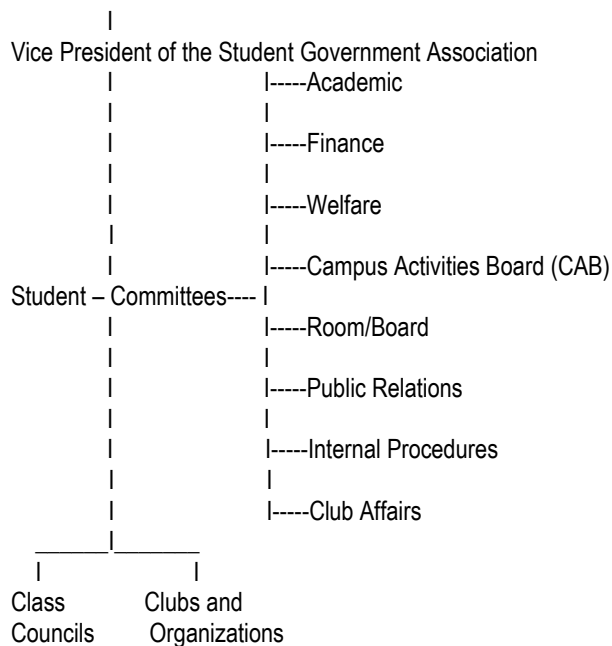 Vice President of the Student Government Association
I-----Academic
I-----Finance
I-----Welfare
I-----Campus Activities Board (CAB)
Student – Committees---- I
I-----Room/Board
I-----Public Relations
I-----Internal Procedures
I-----Club Affairs
______I_______
Class Clubs and
Councils Organizations